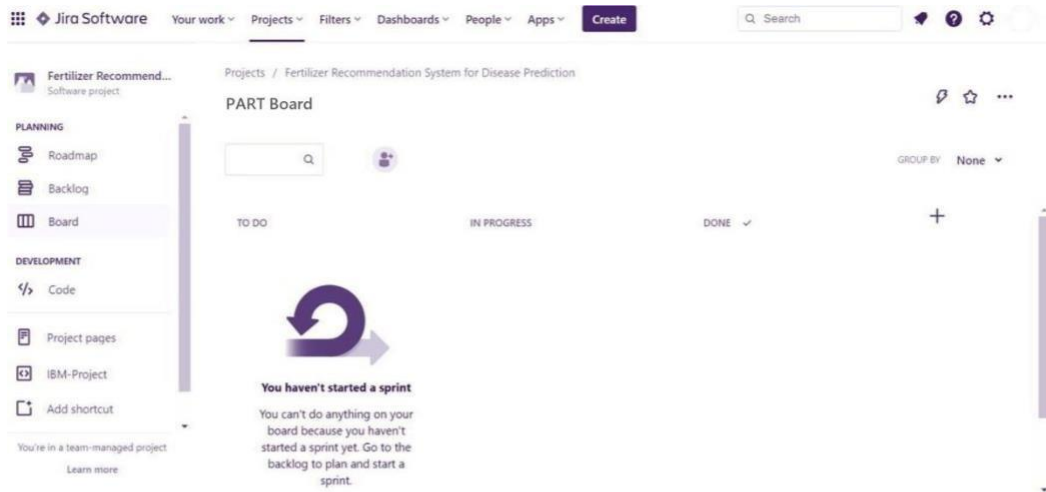 Jira Software Your work Projects Filters Dashboards People Apps Create Search
Fertilizer Recommend...
Software project
PLANNING
Roadmap
Backlog
Board
DEVELOPMENT
Code
Project pages
IBM-Project
Add shortcut
You're in a team-managed project
Learn more
Projects / Fertilizer Recommendation System for Disease Prediction
PART Board
GROUP BY None
TO DO IN PROGRESS DONE
You haven't started a sprint
You can't do anything on your
board because you haven't
started a sprint yet. Go to the
backlog to plan and start a
sprint.